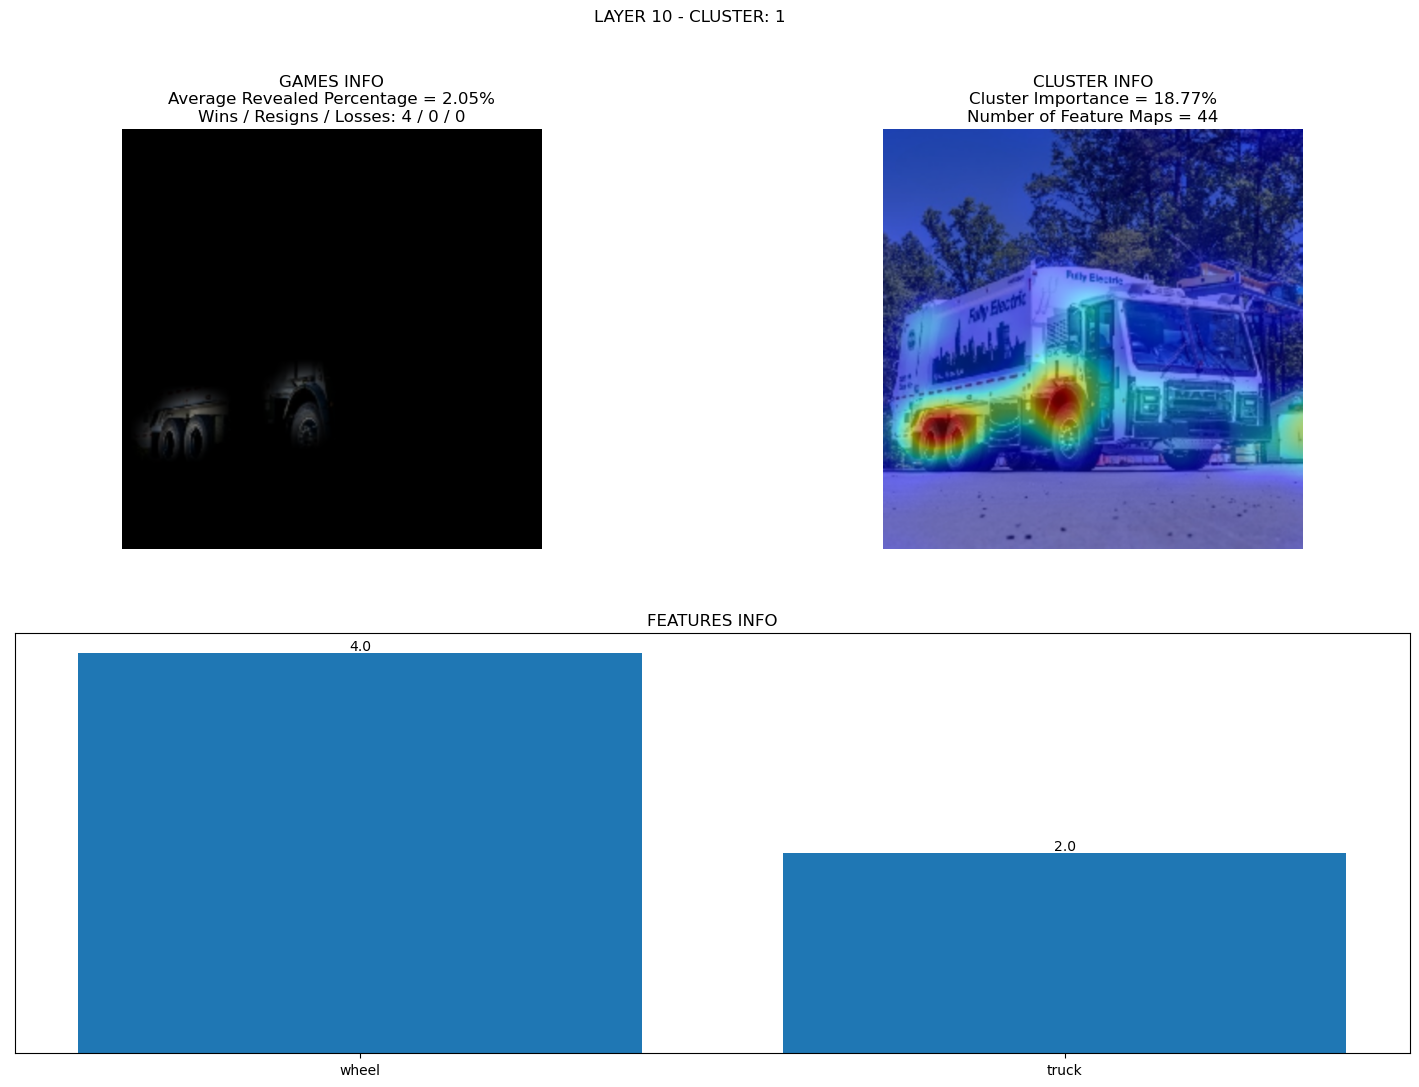 LAYER 10 - CLUSTER: 1
GAMES INFO
Average Revealed Percentage = 2.05%
Wins / Resigns / Losses: 4 / 0 / 0
CLUSTER INFO
Cluster Importance = 18.77%
Number of Feature Maps = 44
Fully Electric
Fully Electric
FEATURES INFO
4.0
2.0
wheel
truck